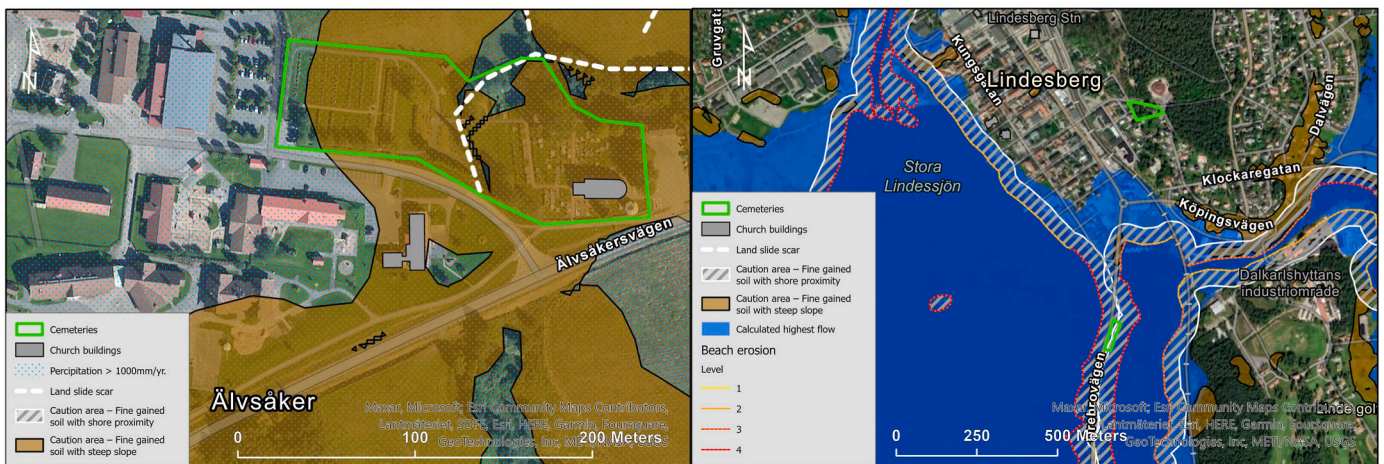 N
Cemeteries
Church buildings
Percipitation > 1000mm/yr.
Land slide scar
Caution area – Fine gained
soil with shore proximity
Caution area – Fine gained
soil with steep slope
Älvsåkersvägen
Älvsåker
Maxar, Microsoft, Esri Community Maps Contributors,
Lantmäteriet, SDFE, Esri, HERE, Garmin, Foursquare,
GeoTechnologies, Inc, METI/NASA, USGS
0 100 200 Meters
N
Gruvgatan
Lindesberg Stn
Kungsgatan
Lindesberg
Dalvägen
Stora
Lindessjön
Klockaregatan
Köpingsvägen
Dalkarlshyttans
industriområde
Cemeteries
Church buildings
Land slide scar
Caution area – Fine gained
soil with shore proximity
Caution area – Fine gained
soil with steep slope
Calculated highest flow
Beach erosion
Level
1
2
3
4
Maxar, Microsoft, Esri Community Maps Contributors,
Lantmäteriet, Esri, HERE, Garmin, Foursquare,
GeoTechnologies, Inc, METI/NASA, USGS
0 250 500 Meters